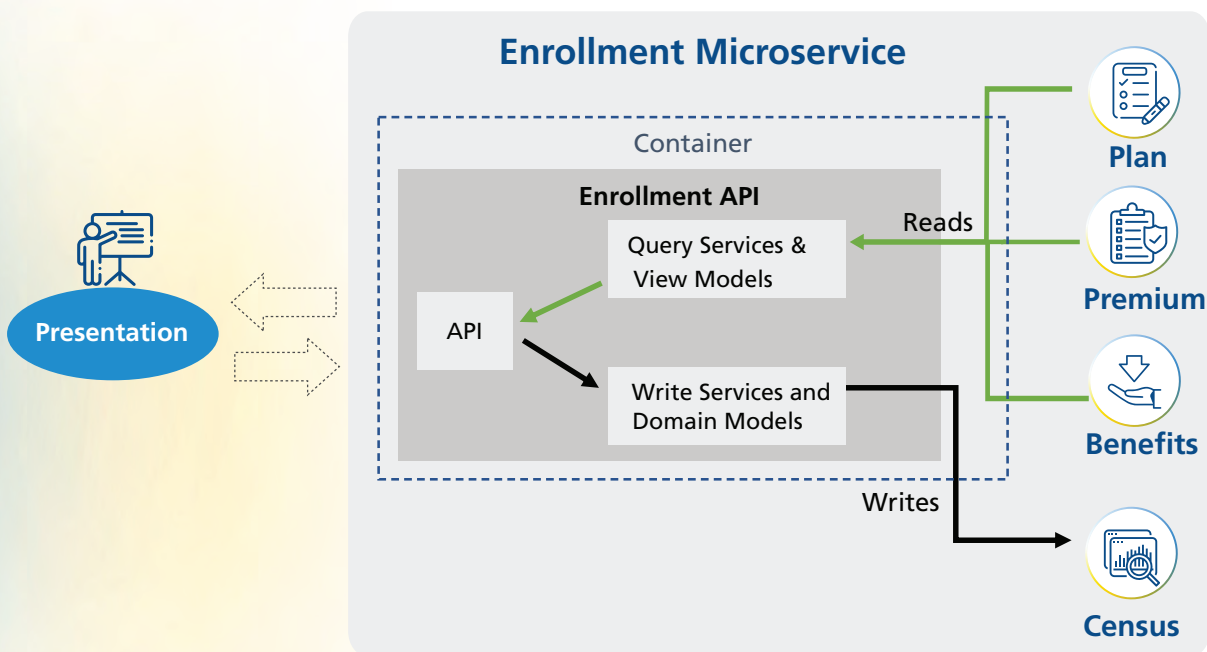 Enrollment Microservice
Container
Enrollment API
Reads
Query Services &
View Models
API
Write Services and
Domain Models
Writes
Presentation
Plan
Premium
Benefits
Census